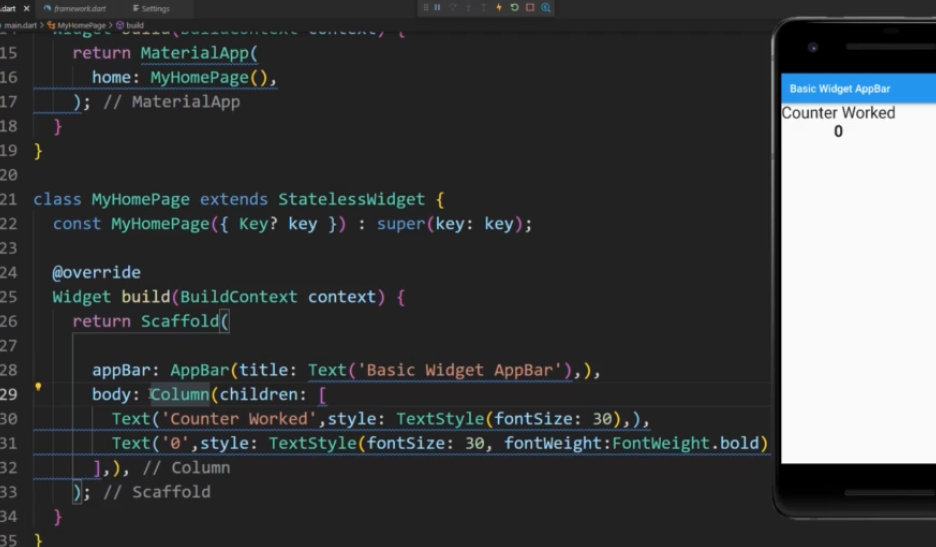 .dart × framework.dart Settings
main.dart > MyHomePage > build
14 Widget build(BuildContext context) {
15 return MaterialApp(
16 home: MyHomePage(),
17 ); // MaterialApp
18 }
19 }
20
21 class MyHomePage extends StatelessWidget {
22 const MyHomePage({ Key? key }) : super(key: key);
23
24 @override
25 Widget build(BuildContext context) {
26 return Scaffold(
27
28 appBar: AppBar(title: Text('Basic Widget AppBar'),),
29 body: Column(children: [
30 Text('Counter Worked',style: TextStyle(fontSize: 30),),
31 Text('0',style: TextStyle(fontSize: 30, fontWeight:FontWeight.bold)
32 ],), // Column
33 ); // Scaffold
34 }
35 }
Basic Widget AppBar
Counter Worked
0